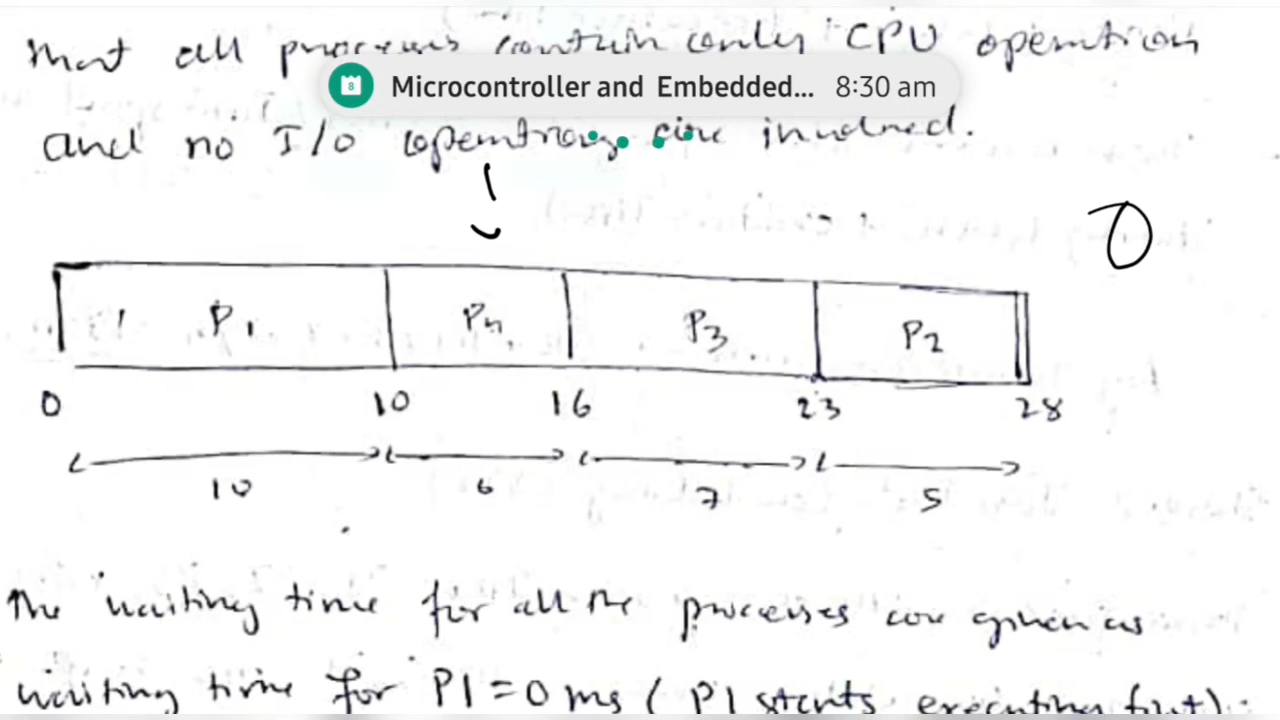 that all processes contain only CPU operation
Microcontroller and Embedded... 8:30 am
and no I/O operations are involved.
P1 P4 P3 P2
0 10 16 23 28
10 6 7 5
The waiting time for all the processes are given as
waiting time for P1 = 0 ms (P1 starts executing first).